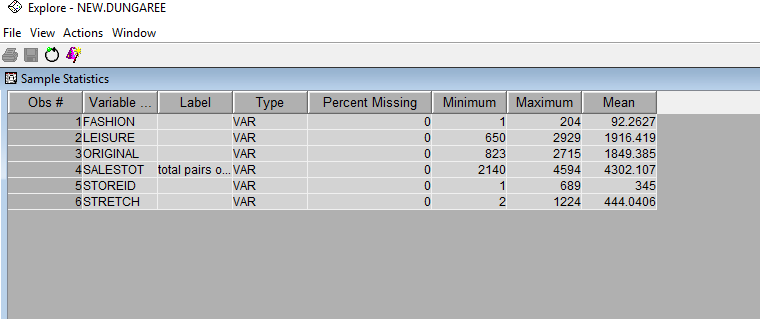 Explore - NEW.DUNGAREE
File View Actions Window
Sample Statistics
Obs # Variable ... Label Type Percent Missing Minimum Maximum Mean
1 FASHION VAR 0 1 204 92.2627
2 LEISURE VAR 0 650 2929 1916.419
3 ORIGINAL VAR 0 823 2715 1849.385
4 SALESTOT total pairs o... VAR 0 2140 4594 4302.107
5 STOREID VAR 0 1 689 345
6 STRETCH VAR 0 2 1224 444.0406